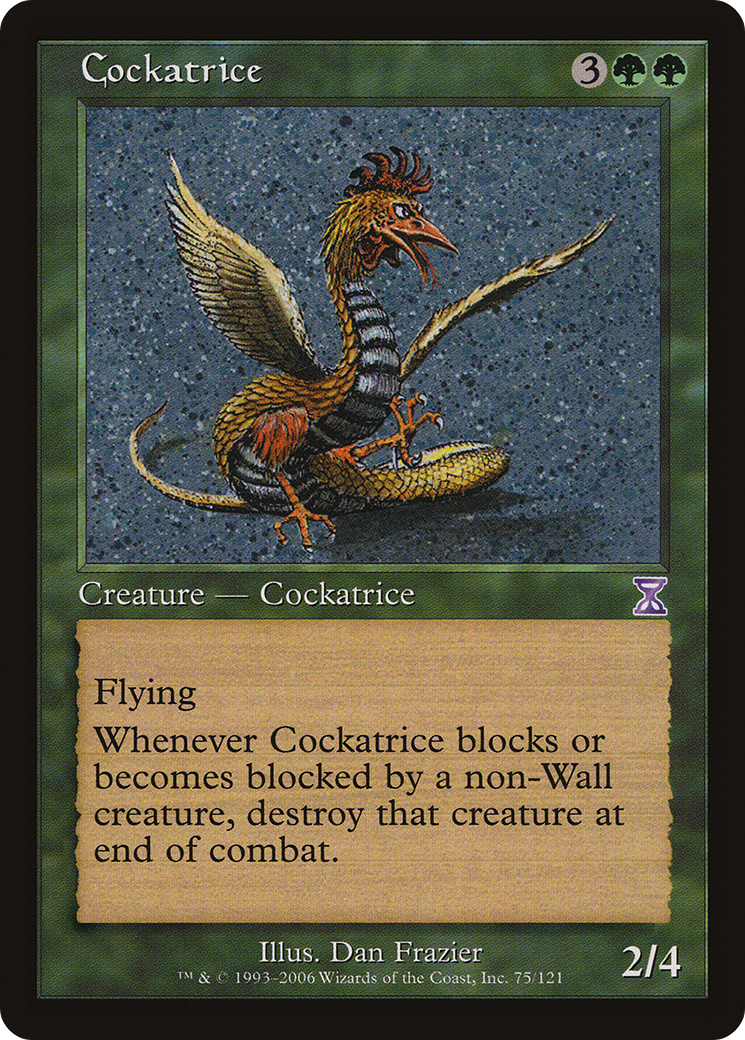 Cockatrice 3
Creature — Cockatrice
Flying
Whenever Cockatrice blocks or
becomes blocked by a non-Wall
creature, destroy that creature at
end of combat.
Illus. Dan Frazier
™ & © 1993–2006 Wizards of the Coast, Inc. 75/121
2/4